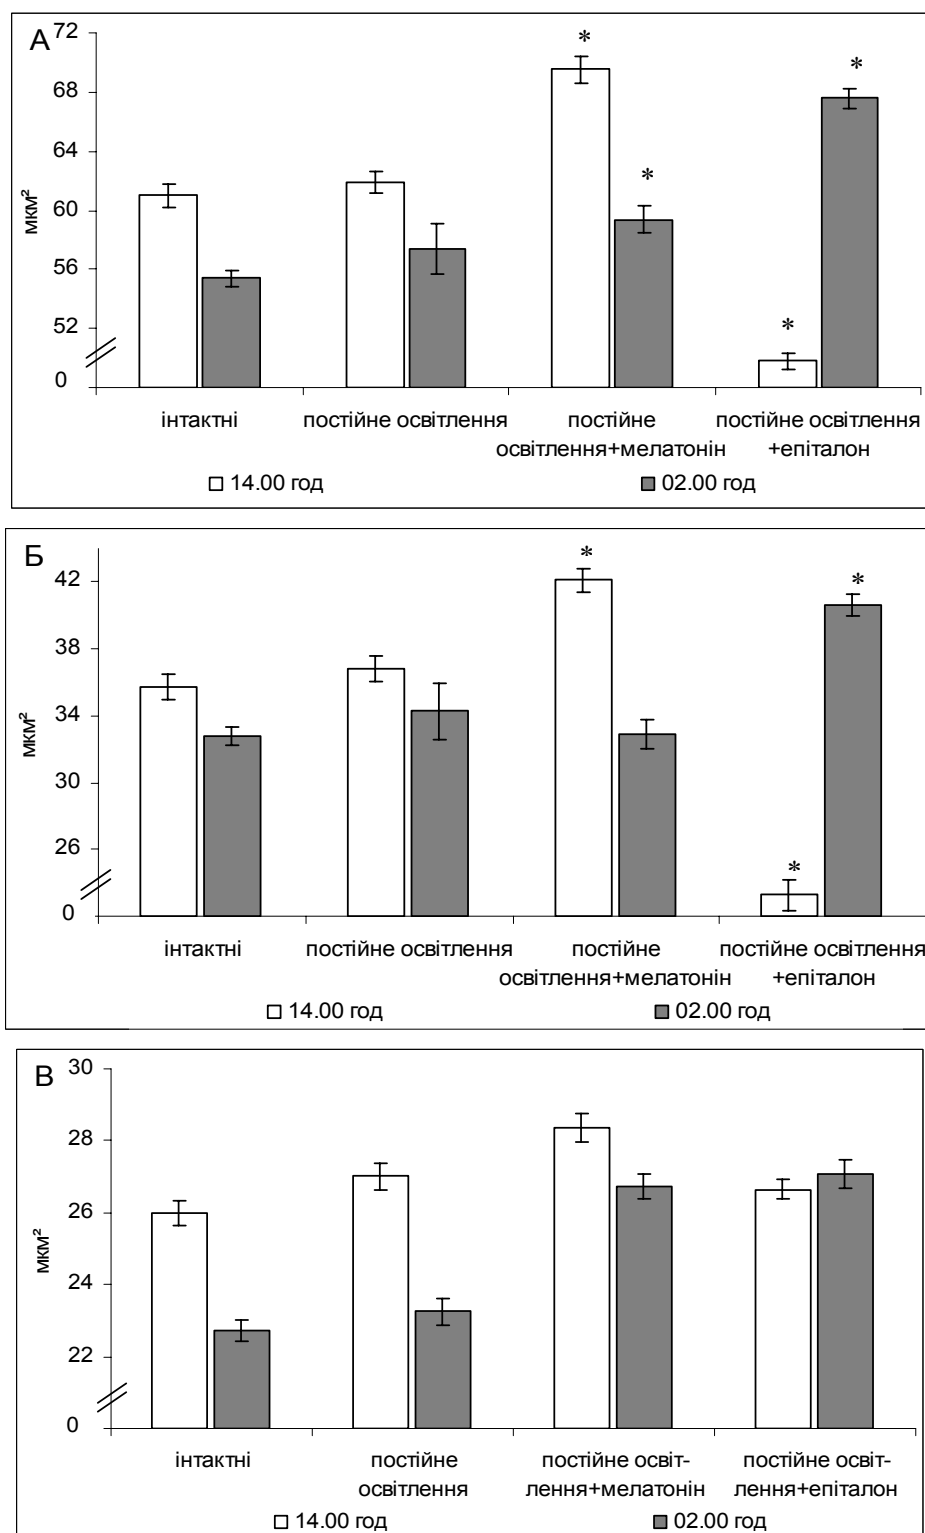 А
72
68
64
60
56
52
0
мкм²
*
*
*
*
інтактні
постійне освітлення
постійне
освітлення+мелатонін
постійне освітлення
+епіталон
14.00 год
02.00 год
Б
42
38
34
30
26
0
мкм²
*
*
*
інтактні
постійне освітлення
постійне
освітлення+мелатонін
постійне освітлення
+епіталон
14.00 год
02.00 год
В
30
28
26
24
22
0
мкм²
інтактні
постійне
освітлення
постійне освіт-
лення+мелатонін
постійне освіт-
лення+епіталон
14.00 год
02.00 год